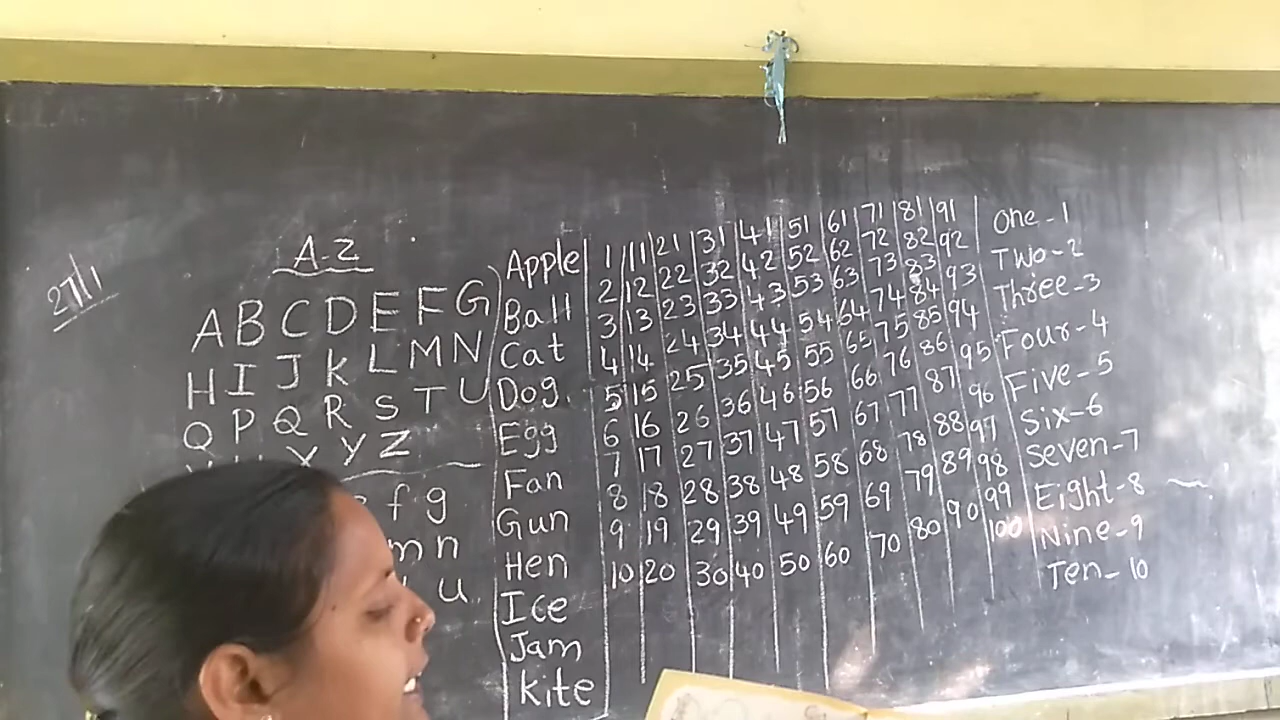 27/1
A-Z
A B C D E F G
H I J K L M N
O P Q R S T U
X Y Z
f g
m n
u
Apple
Ball
Cat
Dog
Egg
Fan
Gun
Hen
Ice
Jam
kite
1 11 21 31 41 51 61 71 81 91
2 12 22 32 42 52 62 72 82 92
3 13 23 33 43 53 63 73 83 93
4 14 24 34 44 54 64 74 84 94
5 15 25 35 45 55 65 75 85 95
6 16 26 36 46 56 66 76 86 96
7 17 27 37 47 57 67 77 87 97
8 18 28 38 48 58 68 78 88 98
9 19 29 39 49 59 69 79 89 99
10 20 30 40 50 60 70 80 90 100
One-1
Two-2
Three-3
Four-4
Five-5
Six-6
Seven-7
Eight-8
Nine-9
Ten-10